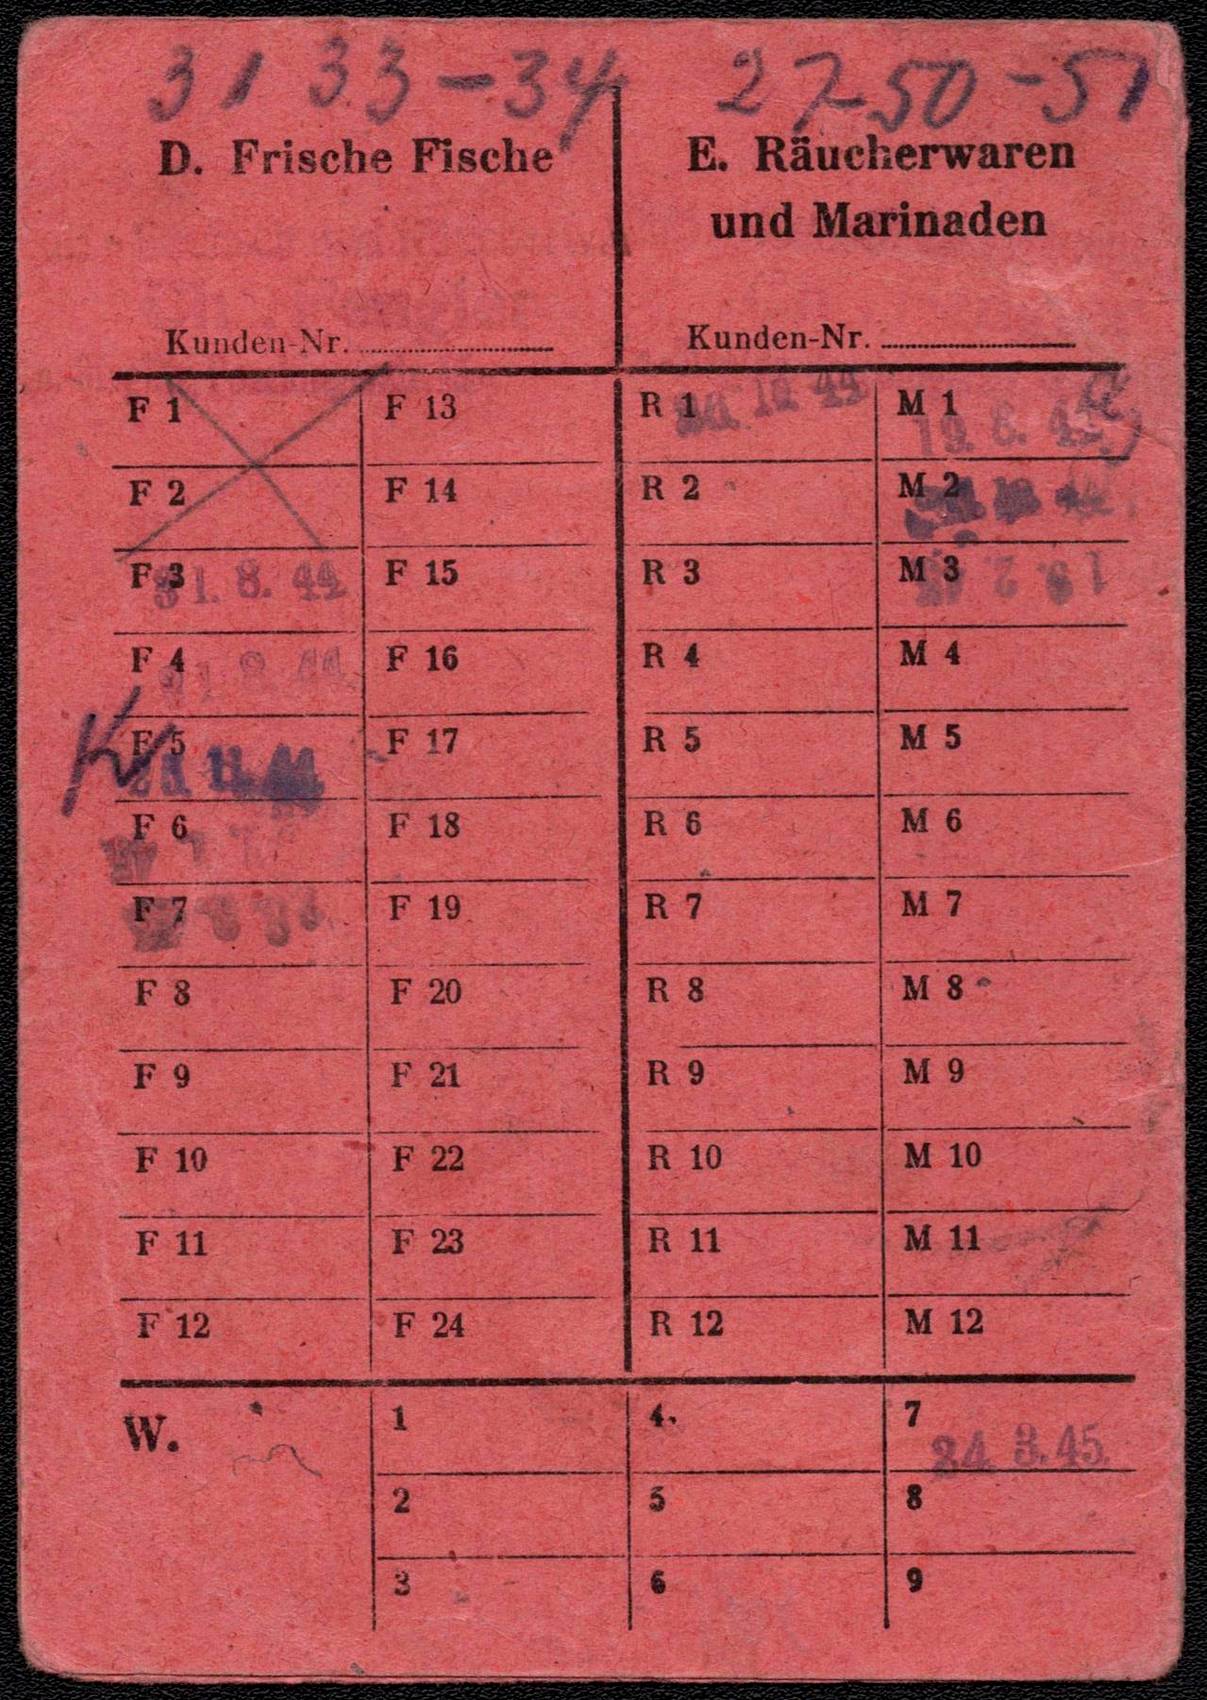 31 33-34
27-50-51
D. Frische Fische
E. Räucherwaren
und Marinaden
Kunden-Nr.
Kunden-Nr.
F 1 F 13 R 1 M 1
F 2 F 14 R 2 M 2
F 3 F 15 R 3 M 3
31. 8. 44
F 4 F 16 R 4 M 4
F 5 F 17 R 5 M 5
F 6 F 18 R 6 M 6
F 7 F 19 R 7 M 7
F 8 F 20 R 8 M 8
F 9 F 21 R 9 M 9
F 10 F 22 R 10 M 10
F 11 F 23 R 11 M 11
F 12 F 24 R 12 M 12
W. 1 4. 7
24. 3. 45.
2 5 8
3 6 9